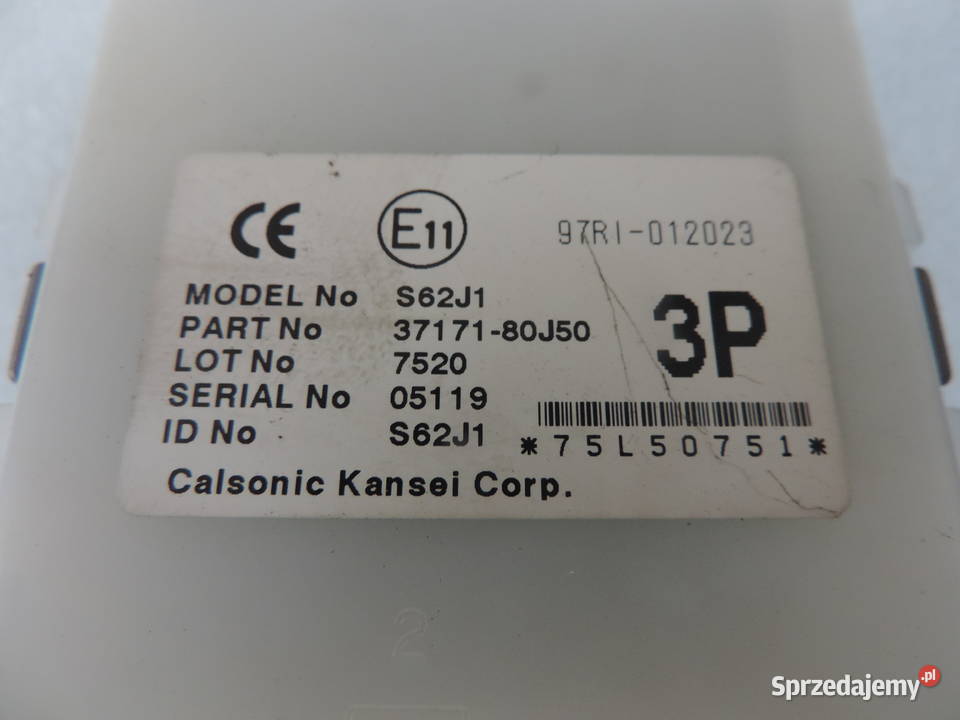 CE E11 97RI-012023
MODEL No S62J1
PART No 37171-80J50
3P
LOT No 7520
SERIAL No 05119
ID No S62J1
*75L50751*
Calsonic Kansei Corp.
2
Sprzedajemy.pl